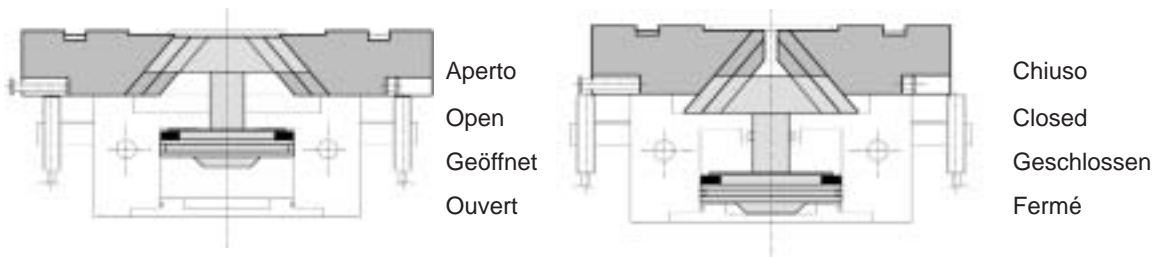 Aperto
Open
Geöffnet
Ouvert
Chiuso
Closed
Geschlossen
Fermé